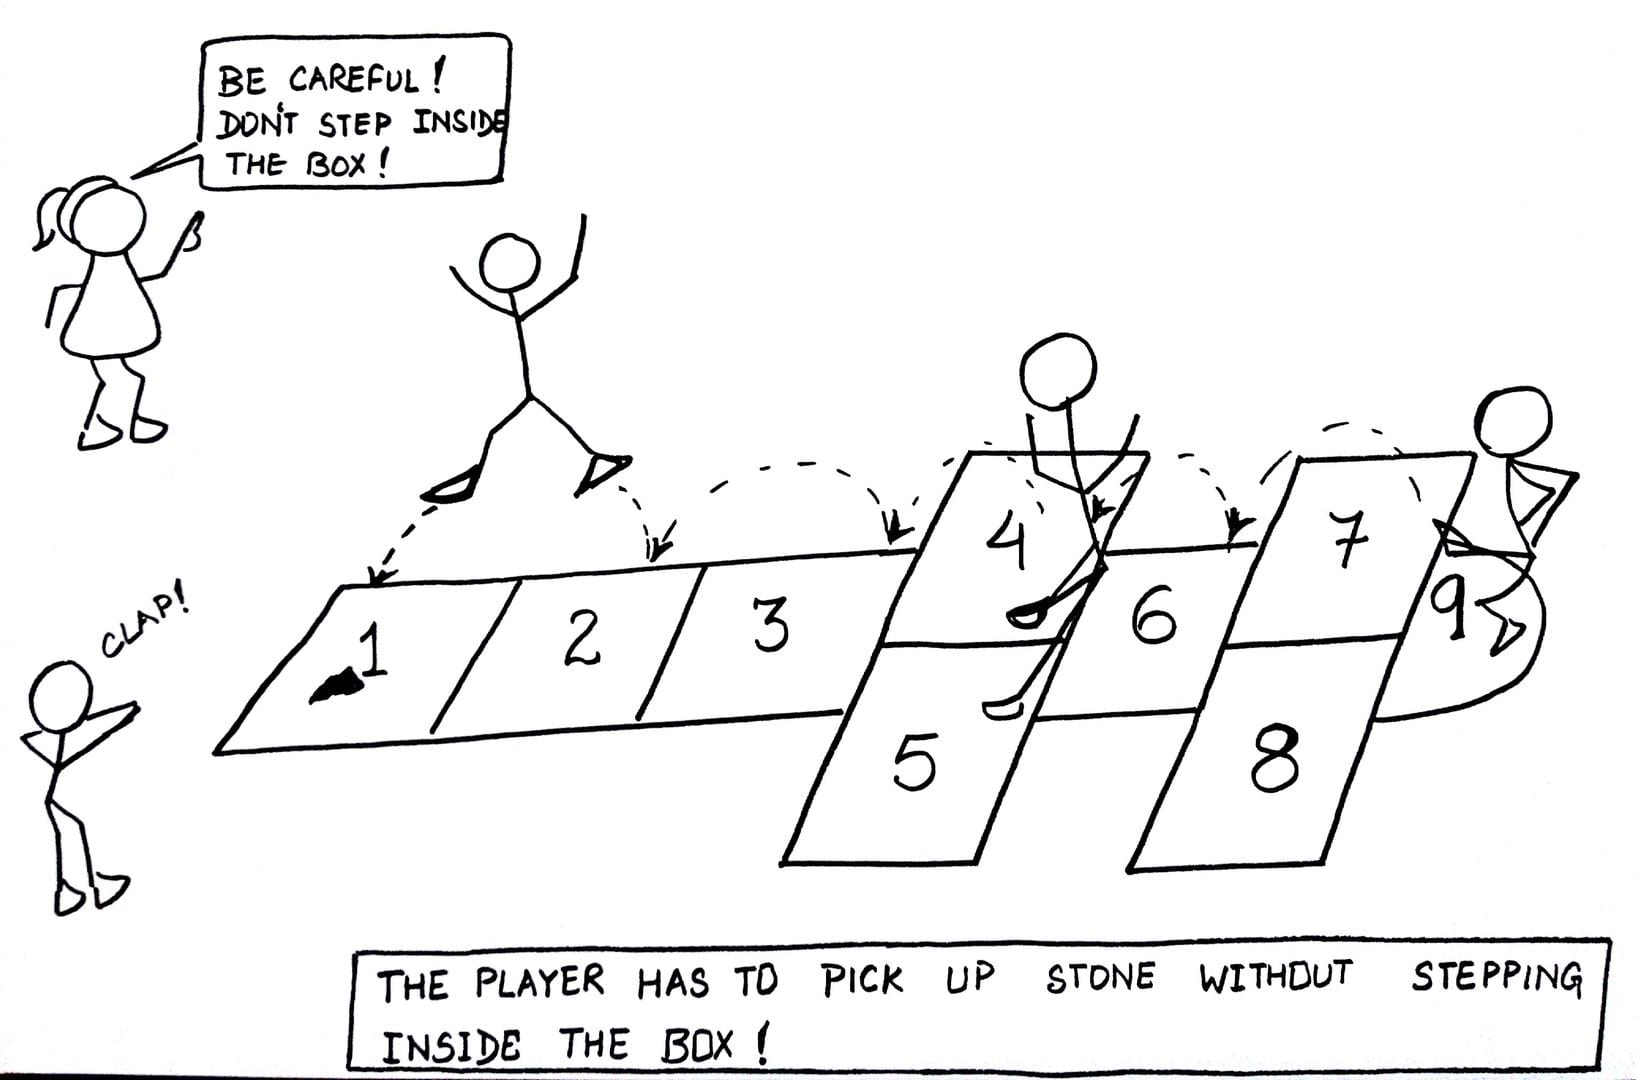 BE CAREFUL!
DON'T STEP INSIDE
THE BOX!
CLAP!
1
2
3
4
5
6
7
8
9
THE PLAYER HAS TO PICK UP STONE WITHOUT STEPPING
INSIDE THE BOX!